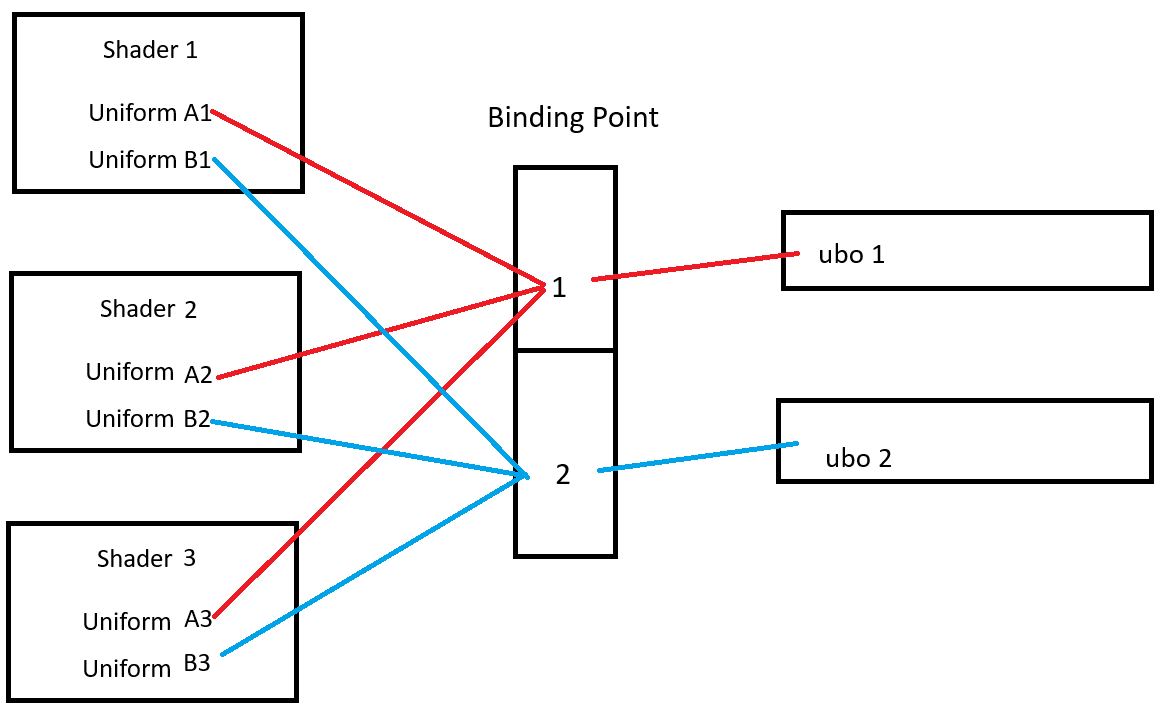 Shader 1
Uniform A1
Uniform B1
Shader 2
Uniform A2
Uniform B2
Shader 3
Uniform A3
Uniform B3
Binding Point
1
2
ubo 1
ubo 2